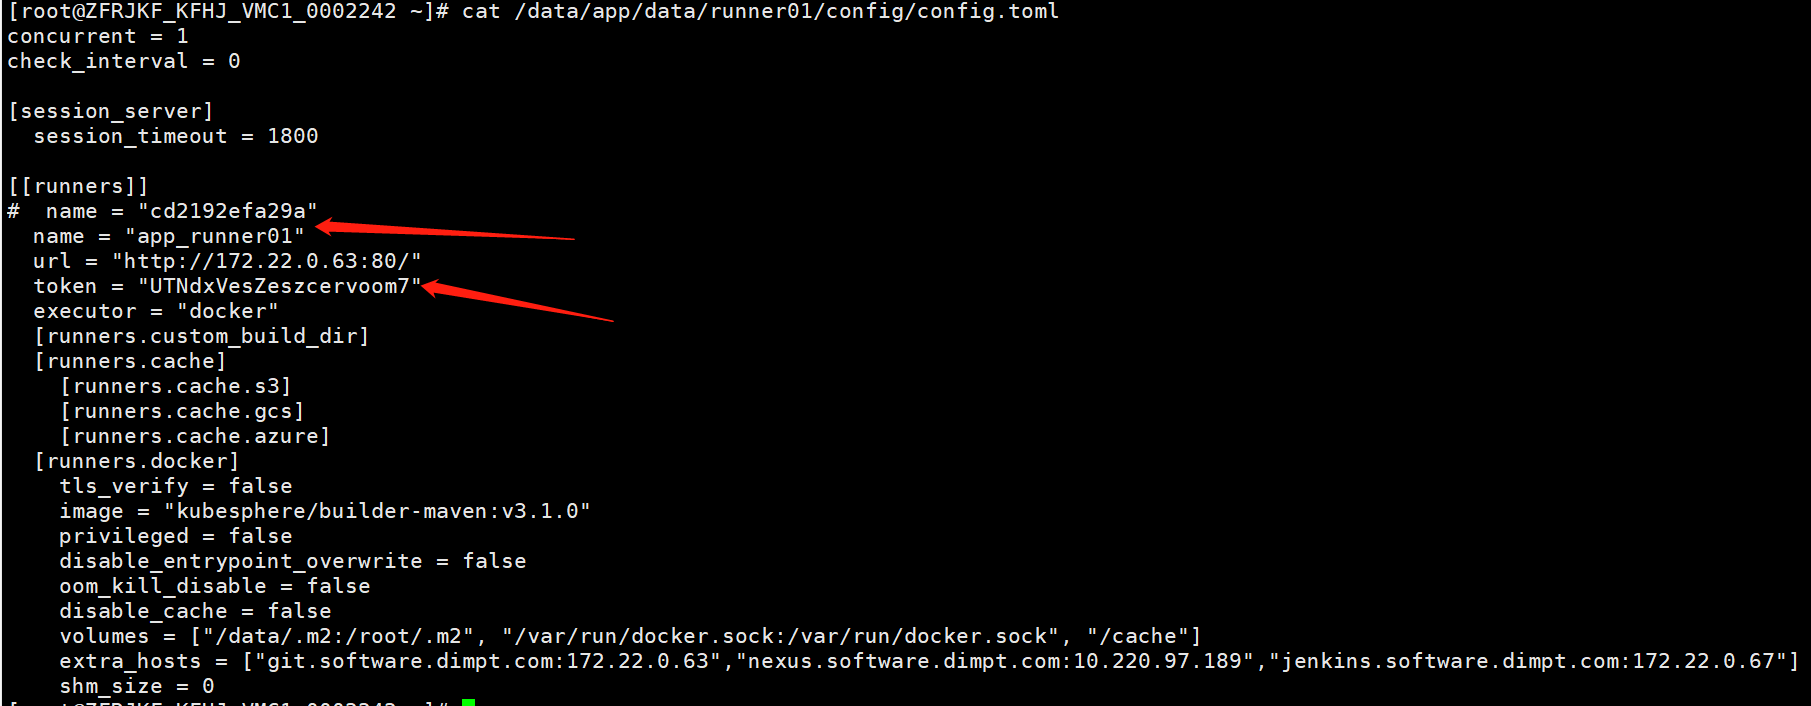 [root@ZFRJKF_KFHJ_VMC1_0002242 ~]# cat /data/app/data/runner01/config/config.toml
concurrent = 1
check_interval = 0
[session_server]
  session_timeout = 1800
[[runners]]
#  name = "cd2192efa29a"
  name = "app_runner01"
  url = "http://172.22.0.63:80/"
  token = "UTNdxVesZeszcervoom7"
  executor = "docker"
  [runners.custom_build_dir]
  [runners.cache]
    [runners.cache.s3]
    [runners.cache.gcs]
    [runners.cache.azure]
  [runners.docker]
    tls_verify = false
    image = "kubesphere/builder-maven:v3.1.0"
    privileged = false
    disable_entrypoint_overwrite = false
    oom_kill_disable = false
    disable_cache = false
    volumes = ["/data/.m2:/root/.m2", "/var/run/docker.sock:/var/run/docker.sock", "/cache"]
    extra_hosts = ["git.software.dimpt.com:172.22.0.63","nexus.software.dimpt.com:10.220.97.189","jenkins.software.dimpt.com:172.22.0.67"]
    shm_size = 0